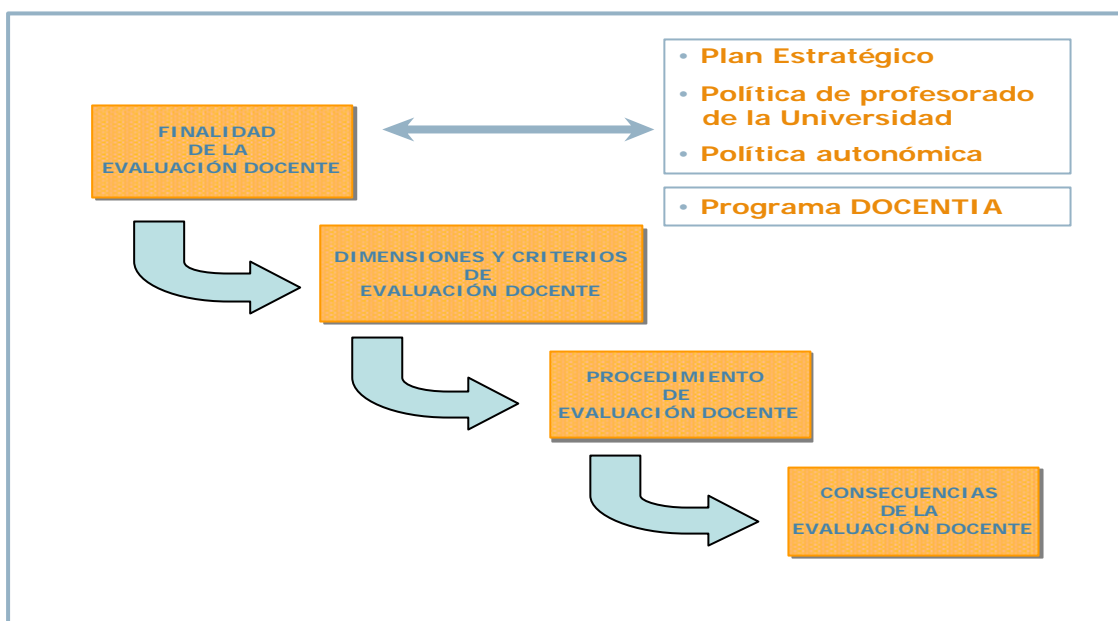 • Plan Estratégico
• Política de profesorado
de la Universidad
• Política autonómica
• Programa DOCENTIA
FINALIDAD
DE LA
EVALUACIÓN DOCENTE
DIMENSIONES Y CRITERIOS
DE
EVALUACIÓN DOCENTE
PROCEDIMIENTO
DE
EVALUACIÓN DOCENTE
CONSECUENCIAS
DE LA
EVALUACIÓN DOCENTE